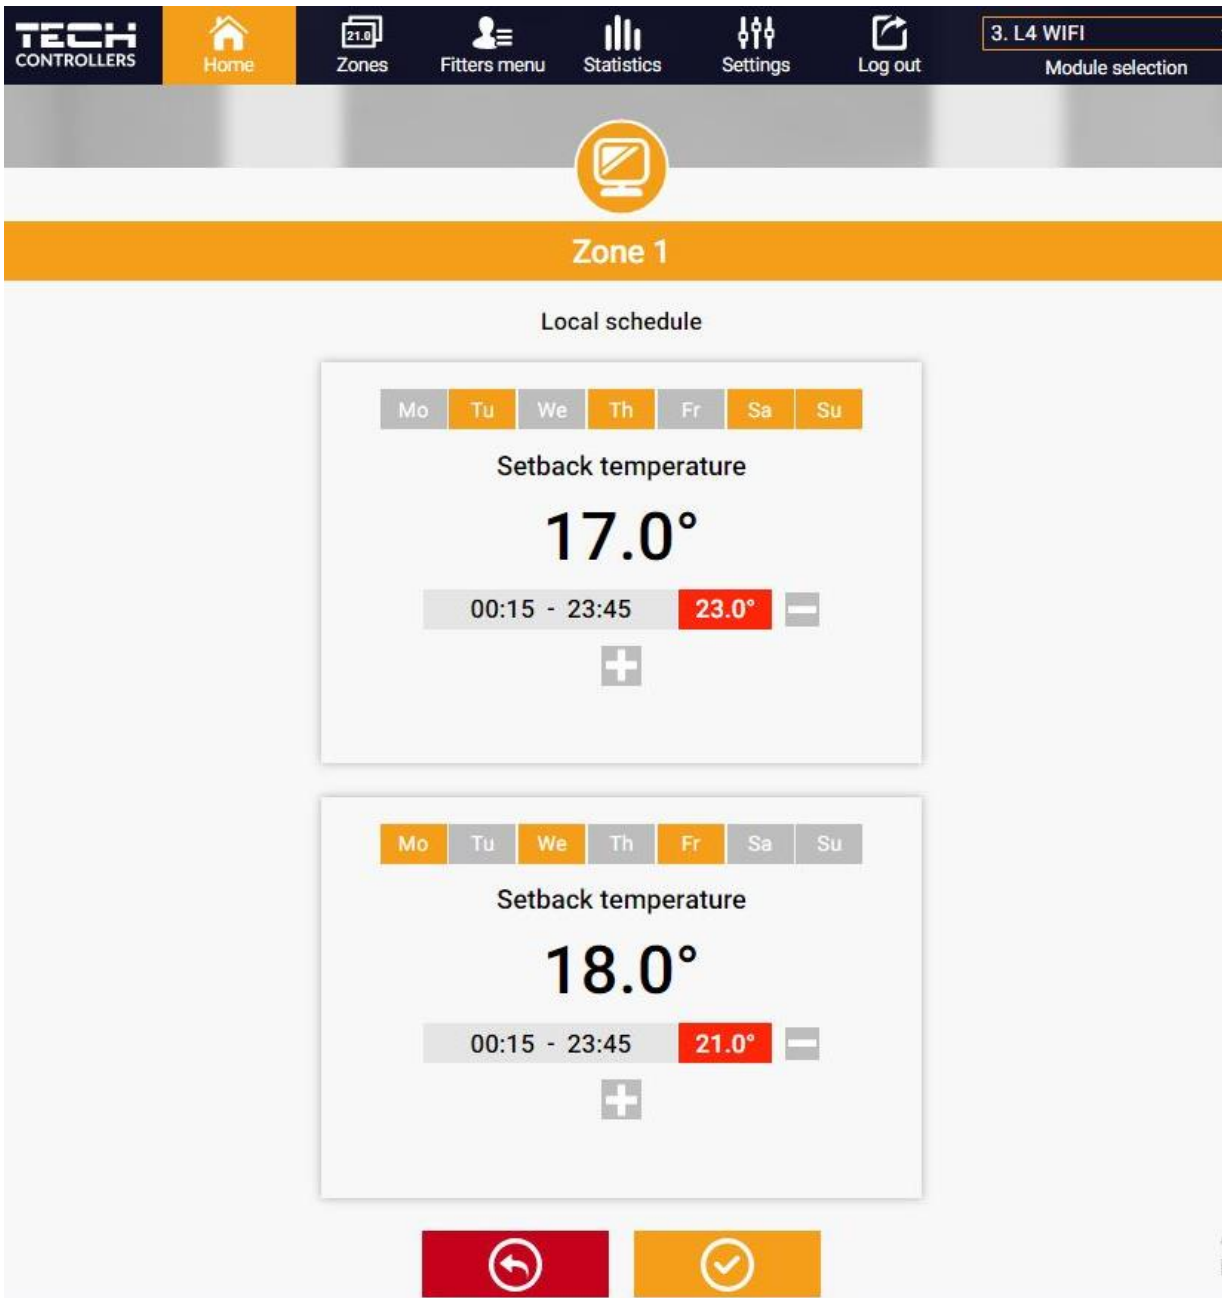 TECH
CONTROLLERS
Home
21.0
Zones
Fitters menu
Statistics
Settings
Log out
3. L4 WIFI
Module selection
Zone 1
Local schedule
Mo Tu We Th Fr Sa Su
Setback temperature
17.0°
00:15 - 23:45 23.0°
Mo Tu We Th Fr Sa Su
Setback temperature
18.0°
00:15 - 23:45 21.0°